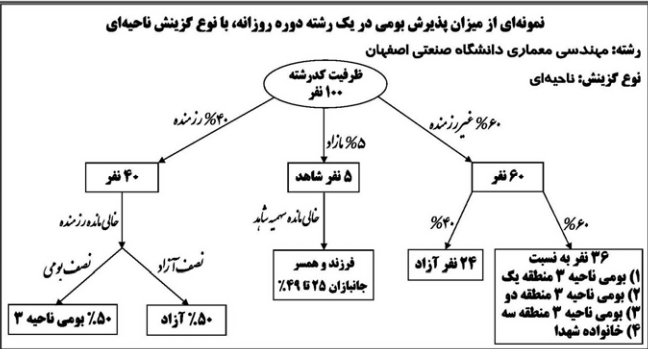 نمونه‌ای از میزان پذیرش بومی در یک رشته دوره روزانه، با نوع گزینش ناحیه‌ای
رشته: مهندسی معماری دانشگاه صنعتی اصفهان
نوع گزینش: ناحیه‌ای
ظرفیت کدرشته
۱۰۰ نفر
۴۰% رزمنده
۵% مازاد
۶۰% غیررزمنده
۴۰ نفر
۵ نفر شاهد
۶۰ نفر
خالی مانده رزمنده
خالی مانده سهمیه شاهد
۴۰%
۶۰%
نصف بومی
نصف آزاد
۵۰% بومی ناحیه ۳
۵۰% آزاد
فرزند و همسر
جانبازان ۲۵ تا ۴۹%
۲۴ نفر آزاد
۳۶ نفر به نسبت
۱) بومی ناحیه ۳ منطقه یک
۲) بومی ناحیه ۳ منطقه دو
۳) بومی ناحیه ۳ منطقه سه
۴) خانواده شهدا